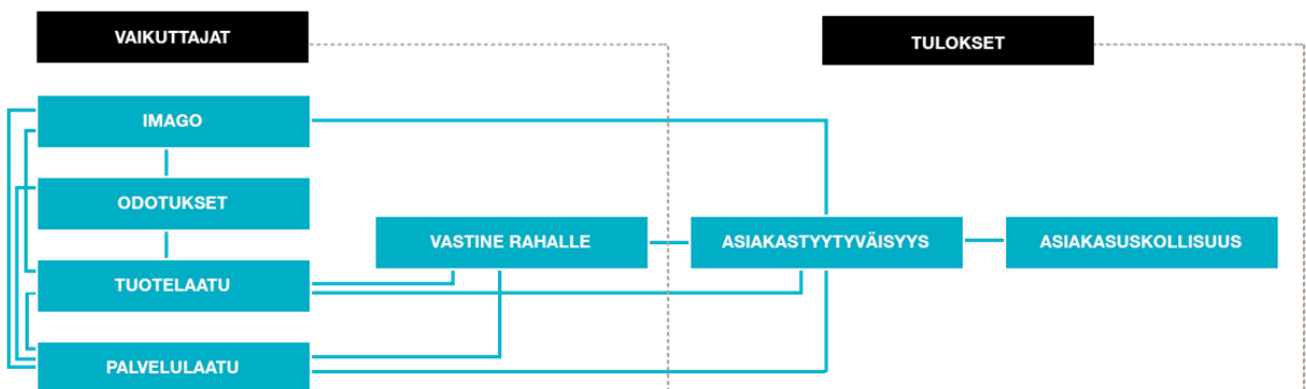 VAIKUTTAJAT
TULOKSET
IMAGO
ODOTUKSET
VASTINE RAHALLE
ASIAKASTYYTYVÄISYYS
ASIAKASUSKOLLISUUS
TUOTELAATU
PALVELULAATU